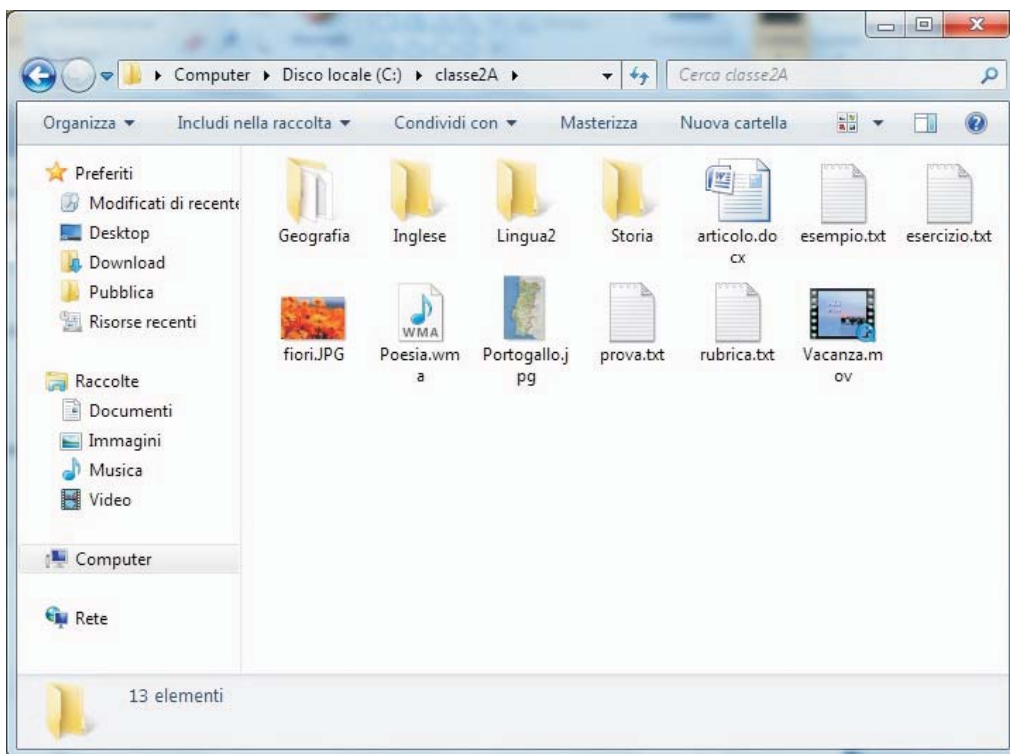 Computer Disco locale (C:) classe2A
Cerca classe2A
Organizza Includi nella raccolta Condividi con Masterizza Nuova cartella
Preferiti
Modificati di recente
Desktop
Download
Pubblica
Risorse recenti
Raccolte
Documenti
Immagini
Musica
Video
Computer
Rete
Geografia
Inglese
Lingua2
Storia
articolo.do
cx
esempio.txt
esercizio.txt
fiori.JPG
WMA
Poesia.wm
a
Portogallo.j
pg
prova.txt
rubrica.txt
Vacanza.m
ov
13 elementi